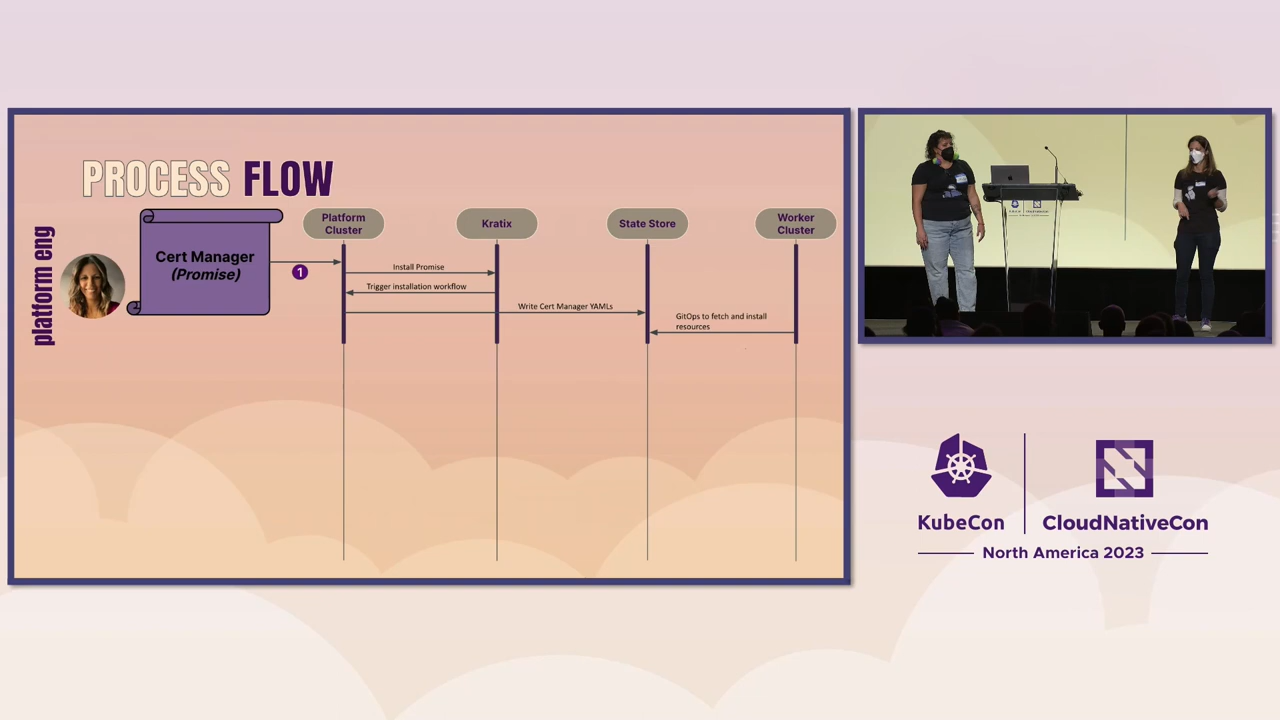 PROCESS FLOW
platform eng
Cert Manager
(Promise)
1
Platform
Cluster
Kratix
State Store
Worker
Cluster
Install Promise
Trigger installation workflow
Write Cert Manager YAMLs
GitOps to fetch and install
resources
KubeCon
CloudNativeCon
North America 2023